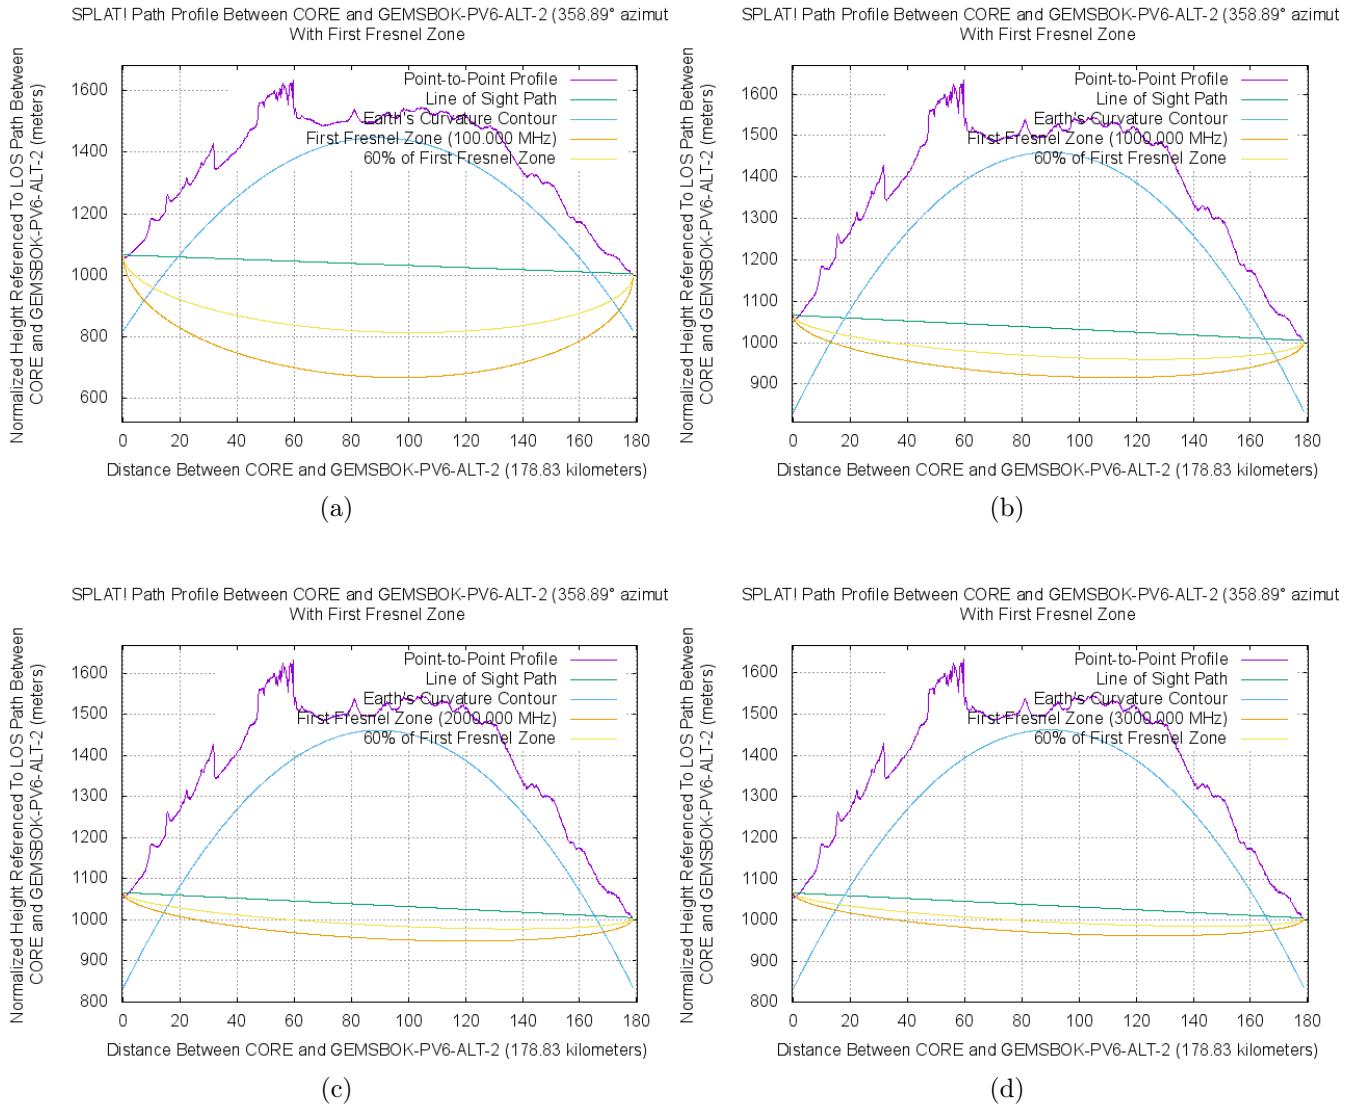 SPLAT! Path Profile Between CORE and GEMSBOK-PV6-ALT-2 (358.89° azimut
With First Fresnel Zone
Normalized Height Referenced To LOS Path Between
CORE and GEMSBOK-PV6-ALT-2 (meters)
1600
1400
1200
1000
800
600
Point-to-Point Profile
Line of Sight Path
Earth's Curvature Contour
First Fresnel Zone (100.000 MHz)
60% of First Fresnel Zone
0 20 40 60 80 100 120 140 160 180
Distance Between CORE and GEMSBOK-PV6-ALT-2 (178.83 kilometers)
(a)
SPLAT! Path Profile Between CORE and GEMSBOK-PV6-ALT-2 (358.89° azimut
With First Fresnel Zone
Normalized Height Referenced To LOS Path Between
CORE and GEMSBOK-PV6-ALT-2 (meters)
1600
1500
1400
1300
1200
1100
1000
900
Point-to-Point Profile
Line of Sight Path
Earth's Curvature Contour
First Fresnel Zone (1000.000 MHz)
60% of First Fresnel Zone
0 20 40 60 80 100 120 140 160 180
Distance Between CORE and GEMSBOK-PV6-ALT-2 (178.83 kilometers)
(b)
SPLAT! Path Profile Between CORE and GEMSBOK-PV6-ALT-2 (358.89° azimut
With First Fresnel Zone
Normalized Height Referenced To LOS Path Between
CORE and GEMSBOK-PV6-ALT-2 (meters)
1600
1500
1400
1300
1200
1100
1000
900
800
Point-to-Point Profile
Line of Sight Path
Earth's Curvature Contour
First Fresnel Zone (2000.000 MHz)
60% of First Fresnel Zone
0 20 40 60 80 100 120 140 160 180
Distance Between CORE and GEMSBOK-PV6-ALT-2 (178.83 kilometers)
(c)
SPLAT! Path Profile Between CORE and GEMSBOK-PV6-ALT-2 (358.89° azimut
With First Fresnel Zone
Normalized Height Referenced To LOS Path Between
CORE and GEMSBOK-PV6-ALT-2 (meters)
1600
1500
1400
1300
1200
1100
1000
900
800
Point-to-Point Profile
Line of Sight Path
Earth's Curvature Contour
First Fresnel Zone (3000.000 MHz)
60% of First Fresnel Zone
0 20 40 60 80 100 120 140 160 180
Distance Between CORE and GEMSBOK-PV6-ALT-2 (178.83 kilometers)
(d)